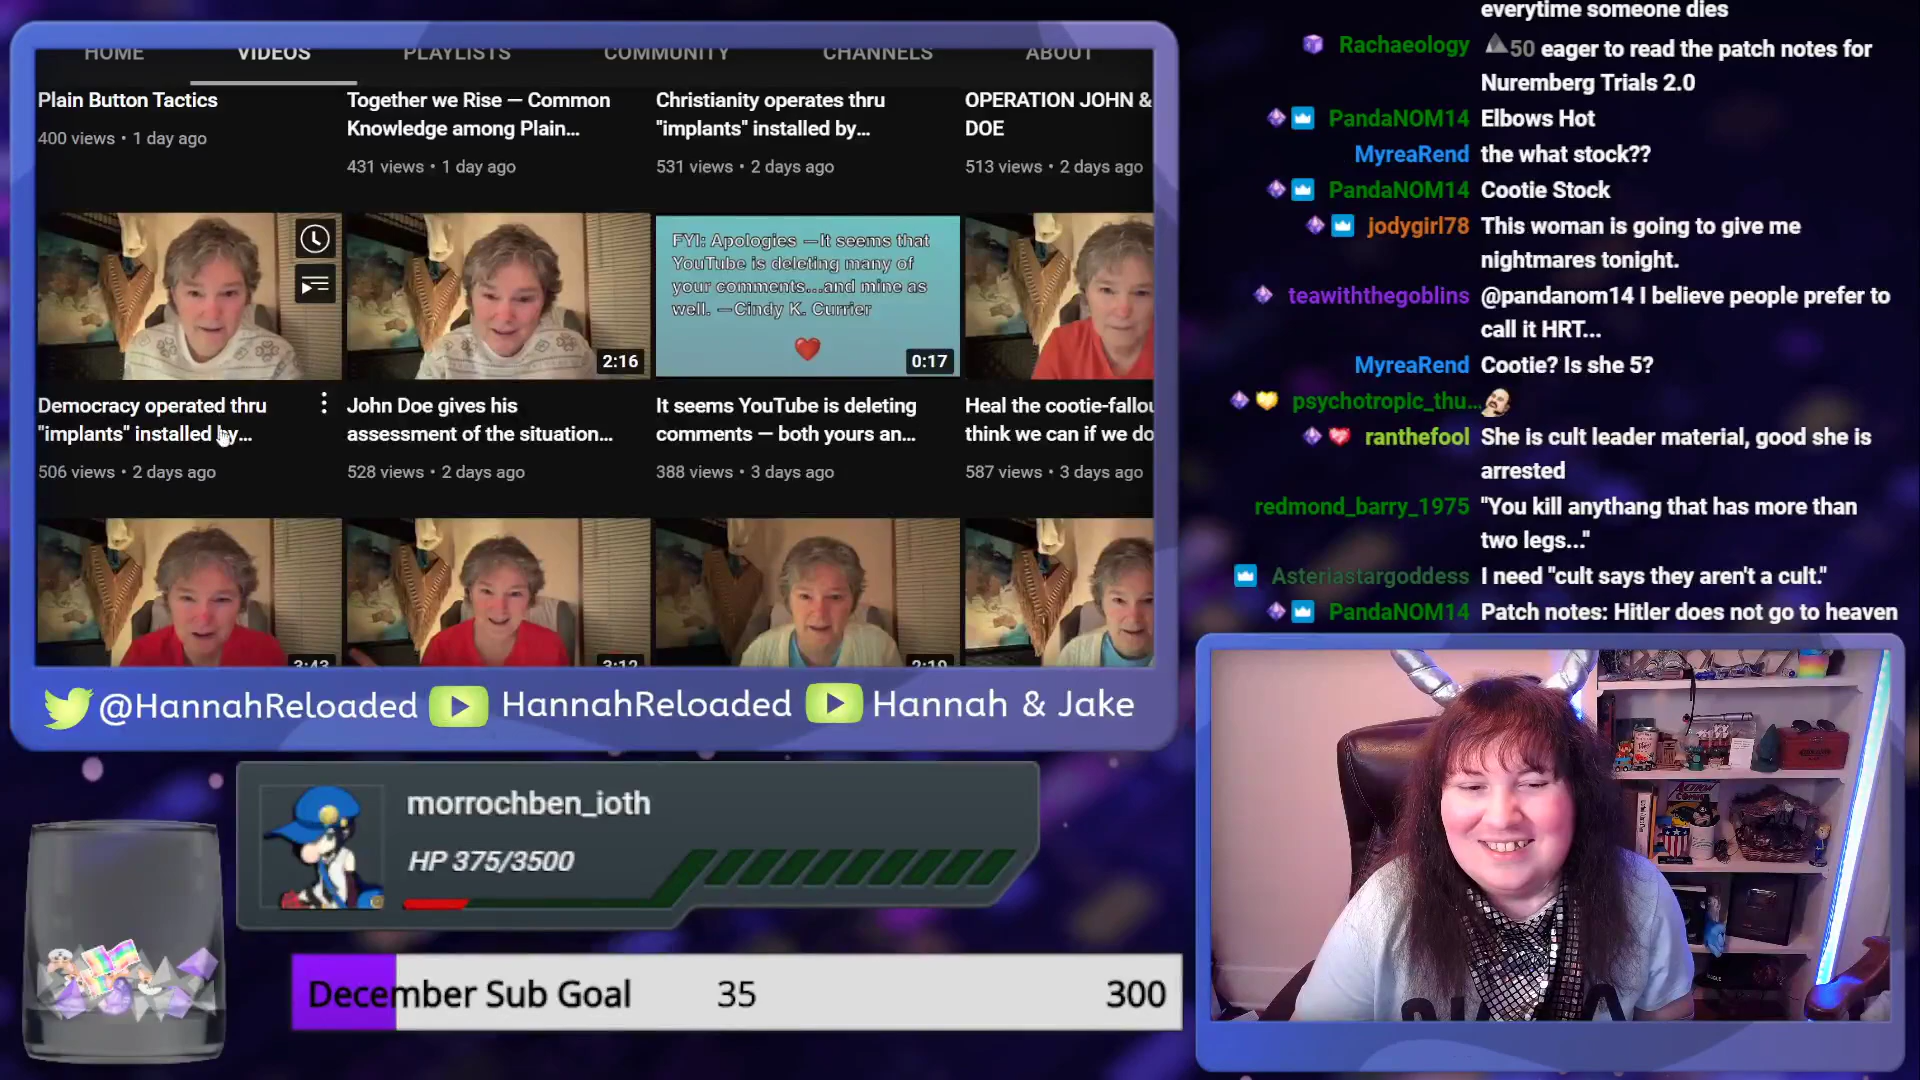 HOME VIDEOS PLAYLISTS COMMUNITY CHANNELS ABOUT
Plain Button Tactics
400 views • 1 day ago
Together we Rise — Common
Knowledge among Plain...
431 views • 1 day ago
Christianity operates thru
"implants" installed by...
531 views • 2 days ago
OPERATION JOHN &
DOE
513 views • 2 days ago
2:16
FYI: Apologies —It seems that
YouTube is deleting many of
your comments...and mine as
well. —Cindy K. Currier
0:17
Democracy operated thru
"implants" installed by...
506 views • 2 days ago
John Doe gives his
assessment of the situation...
528 views • 2 days ago
It seems YouTube is deleting
comments — both yours an...
388 views • 3 days ago
Heal the cootie-fallou
think we can if we do
587 views • 3 days ago
3:43
3:12
2:19
@HannahReloaded HannahReloaded Hannah & Jake
morrochben_ioth
HP 375/3500
December Sub Goal 35 300
everytime someone dies
Rachaeology 50 eager to read the patch notes for
Nuremberg Trials 2.0
PandaNOM14 Elbows Hot
MyreaRend the what stock??
PandaNOM14 Cootie Stock
jodygirl78 This woman is going to give me
nightmares tonight.
teawiththegoblins @pandanom14 I believe people prefer to
call it HRT...
MyreaRend Cootie? Is she 5?
psychotropic_thu...
ranthefool She is cult leader material, good she is
arrested
redmond_barry_1975 "You kill anythang that has more than
two legs..."
Asteriastargoddess I need "cult says they aren't a cult."
PandaNOM14 Patch notes: Hitler does not go to heaven
ACTION
COMICS